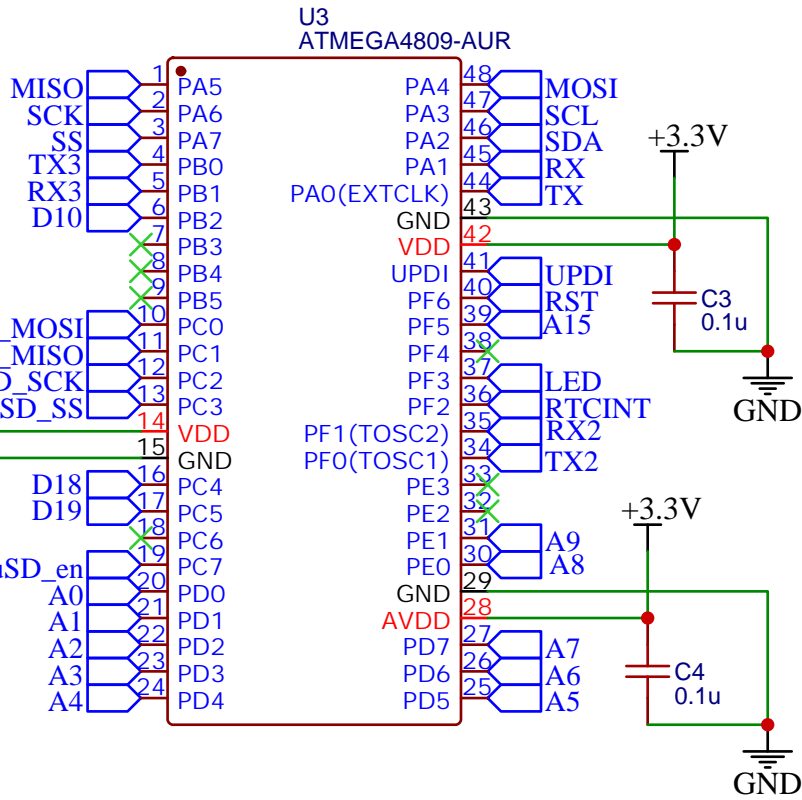 U3
ATMEGA4809-AUR
MISO 1 PA5 PA4 48 MOSI
SCK 2 PA6 PA3 47 SCL
SS 3 PA7 PA2 46 SDA
TX3 4 PB0 PA1 45 RX
RX3 5 PB1 PA0(EXTCLK) 44 TX
D10 6 PB2 GND 43
7 PB3 VDD 42
8 PB4 UPDI 41 UPDI
9 PB5 PF6 40 RST
_MOSI 10 PC0 PF5 39 A15
_MISO 11 PC1 PF4 38
D_SCK 12 PC2 PF3 37 LED
SD_SS 13 PC3 PF2 36 RTCINT
14 VDD PF1(TOSC2) 35 RX2
15 GND PF0(TOSC1) 34 TX2
D18 16 PC4 PE3 33
D19 17 PC5 PE2 32
18 PC6 PE1 31 A9
uSD_en 19 PC7 PE0 30 A8
A0 20 PD0 GND 29
A1 21 PD1 AVDD 28
A2 22 PD2 PD7 27 A7
A3 23 PD3 PD6 26 A6
A4 24 PD4 PD5 25 A5
+3.3V
C3
0.1u
GND
+3.3V
C4
0.1u
GND